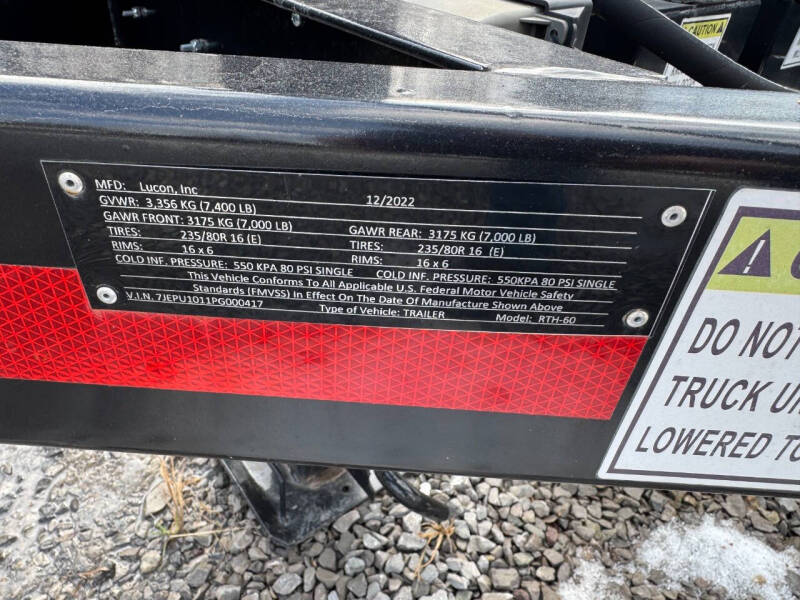 CAUTION
MFD: Lucon, Inc 12/2022
GVWR: 3,356 KG (7,400 LB)
GAWR FRONT: 3175 KG (7,000 LB) GAWR REAR: 3175 KG (7,000 LB)
TIRES: 235/80R 16 (E) TIRES: 235/80R 16 (E)
RIMS: 16 x 6 RIMS: 16 x 6
COLD INF. PRESSURE: 550 KPA 80 PSI SINGLE COLD INF. PRESSURE: 550KPA 80 PSI SINGLE
This Vehicle Conforms To All Applicable U.S. Federal Motor Vehicle Safety
Standards (FMVSS) In Effect On The Date Of Manufacture Shown Above
V.I.N. 7JEPU1011PG000417 Type of Vehicle: TRAILER Model: RTH-60
DO NOT
TRUCK
LOWERED TO